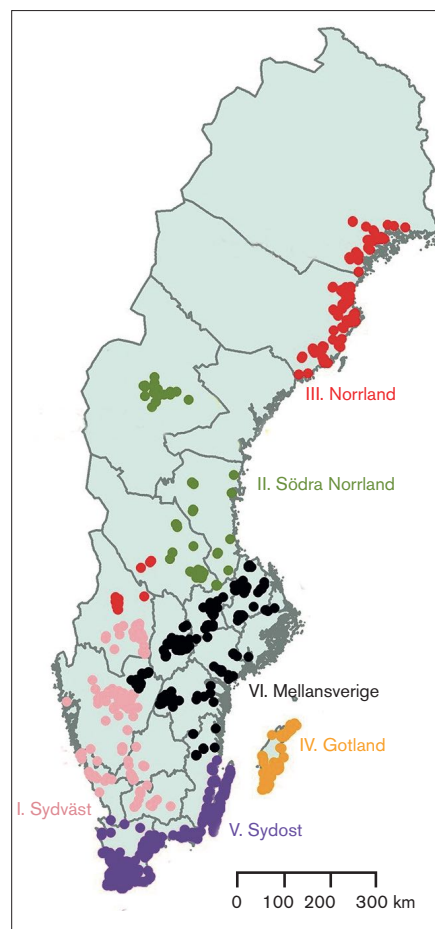 III. Norrland
II. Södra Norrland
VI. Mellansverige
IV. Gotland
I. Sydväst
V. Sydost
0 100 200 300 km